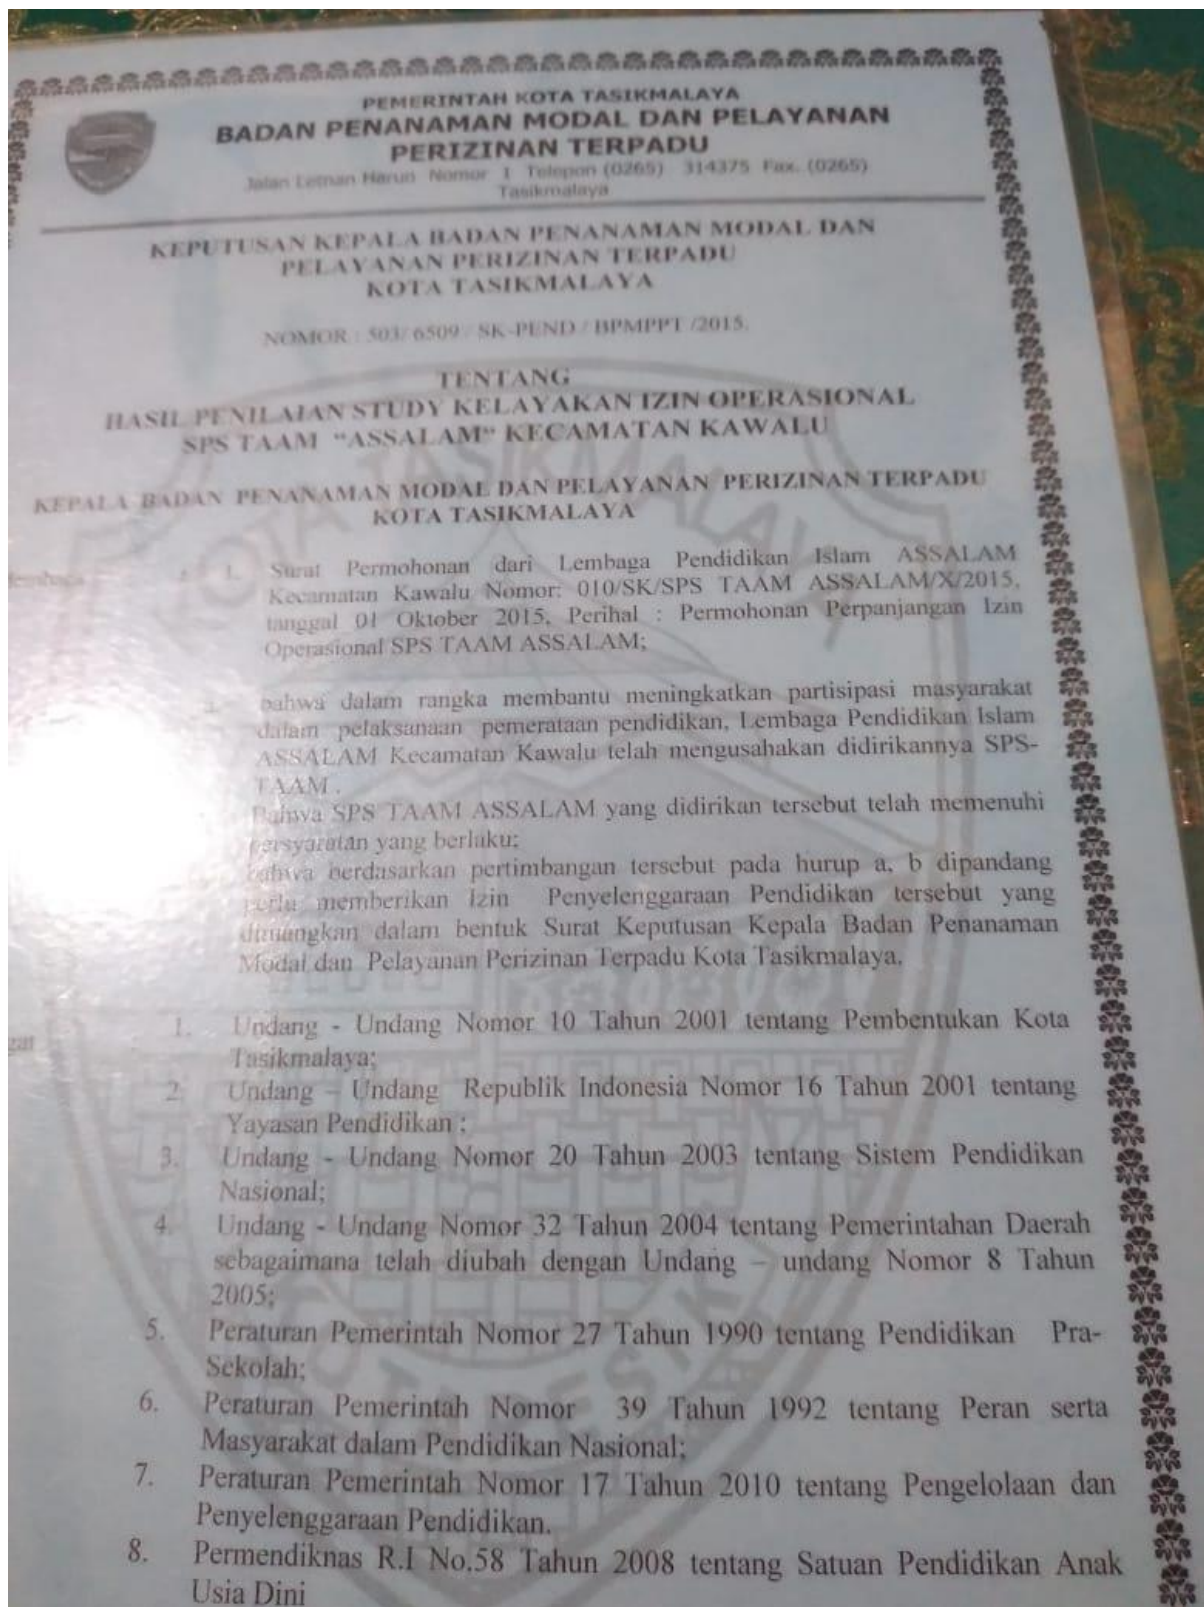 PEMERINTAH KOTA TASIKMALAYA
BADAN PENANAMAN MODAL DAN PELAYANAN
PERIZINAN TERPADU
Jalan Letnan Harun Nomor 1 Telepon (0265) 314375 Fax. (0265)
Tasikmalaya
KEPUTUSAN KEPALA BADAN PENANAMAN MODAL DAN
PELAYANAN PERIZINAN TERPADU
KOTA TASIKMALAYA
NOMOR : 503/ 6509 / SK-PEND / BPMPPT /2015.
TENTANG
HASIL PENILAIAN STUDY KELAYAKAN IZIN OPERASIONAL
SPS TAAM "ASSALAM" KECAMATAN KAWALU
KEPALA BADAN PENANAMAN MODAL DAN PELAYANAN PERIZINAN TERPADU
KOTA TASIKMALAYA
1. Surat Permohonan dari Lembaga Pendidikan Islam ASSALAM
Kecamatan Kawalu Nomor: 010/SK/SPS TAAM ASSALAM/X/2015,
tanggal 01 Oktober 2015, Perihal : Permohonan Perpanjangan Izin
Operasional SPS TAAM ASSALAM;
bahwa dalam rangka membantu meningkatkan partisipasi masyarakat
dalam pelaksanaan pemerataan pendidikan, Lembaga Pendidikan Islam
ASSALAM Kecamatan Kawalu telah mengusahakan didirikannya SPS-
TAAM .
Bahwa SPS TAAM ASSALAM yang didirikan tersebut telah memenuhi
persyaratan yang berlaku;
bahwa berdasarkan pertimbangan tersebut pada hurup a, b dipandang
perlu memberikan izin Penyelenggaraan Pendidikan tersebut yang
dituangkan dalam bentuk Surat Keputusan Kepala Badan Penanaman
Modal dan Pelayanan Perizinan Terpadu Kota Tasikmalaya.
gat : 1. Undang - Undang Nomor 10 Tahun 2001 tentang Pembentukan Kota
Tasikmalaya;
2. Undang – Undang Republik Indonesia Nomor 16 Tahun 2001 tentang
Yayasan Pendidikan ;
3. Undang - Undang Nomor 20 Tahun 2003 tentang Sistem Pendidikan
Nasional;
4. Undang - Undang Nomor 32 Tahun 2004 tentang Pemerintahan Daerah
sebagaimana telah diubah dengan Undang – undang Nomor 8 Tahun
2005;
5. Peraturan Pemerintah Nomor 27 Tahun 1990 tentang Pendidikan Pra-
Sekolah;
6. Peraturan Pemerintah Nomor 39 Tahun 1992 tentang Peran serta
Masyarakat dalam Pendidikan Nasional;
7. Peraturan Pemerintah Nomor 17 Tahun 2010 tentang Pengelolaan dan
Penyelenggaraan Pendidikan.
8. Permendiknas R.I No.58 Tahun 2008 tentang Satuan Pendidikan Anak
Usia Dini
KOTA TASIKMALAYA